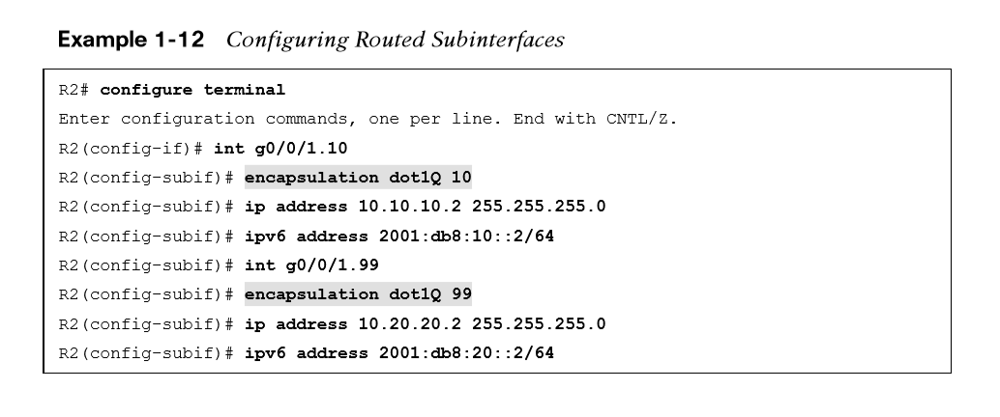 Example 1-12 Configuring Routed Subinterfaces
R2# configure terminal
Enter configuration commands, one per line. End with CNTL/Z.
R2(config-if)# int g0/0/1.10
R2(config-subif)# encapsulation dot1Q 10
R2(config-subif)# ip address 10.10.10.2 255.255.255.0
R2(config-subif)# ipv6 address 2001:db8:10::2/64
R2(config-subif)# int g0/0/1.99
R2(config-subif)# encapsulation dot1Q 99
R2(config-subif)# ip address 10.20.20.2 255.255.255.0
R2(config-subif)# ipv6 address 2001:db8:20::2/64